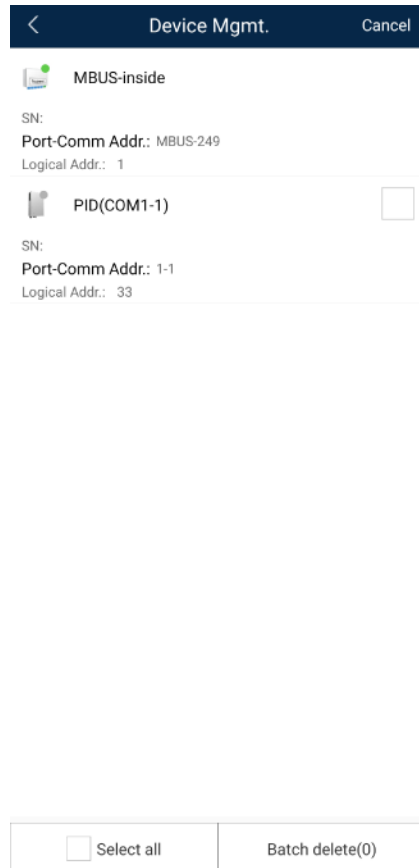 Device Mgmt.
Cancel
MBUS-inside
SN:
Port-Comm Addr.: MBUS-249
Logical Addr.: 1
PID(COM1-1)
SN:
Port-Comm Addr.: 1-1
Logical Addr.: 33
Select all
Batch delete(0)